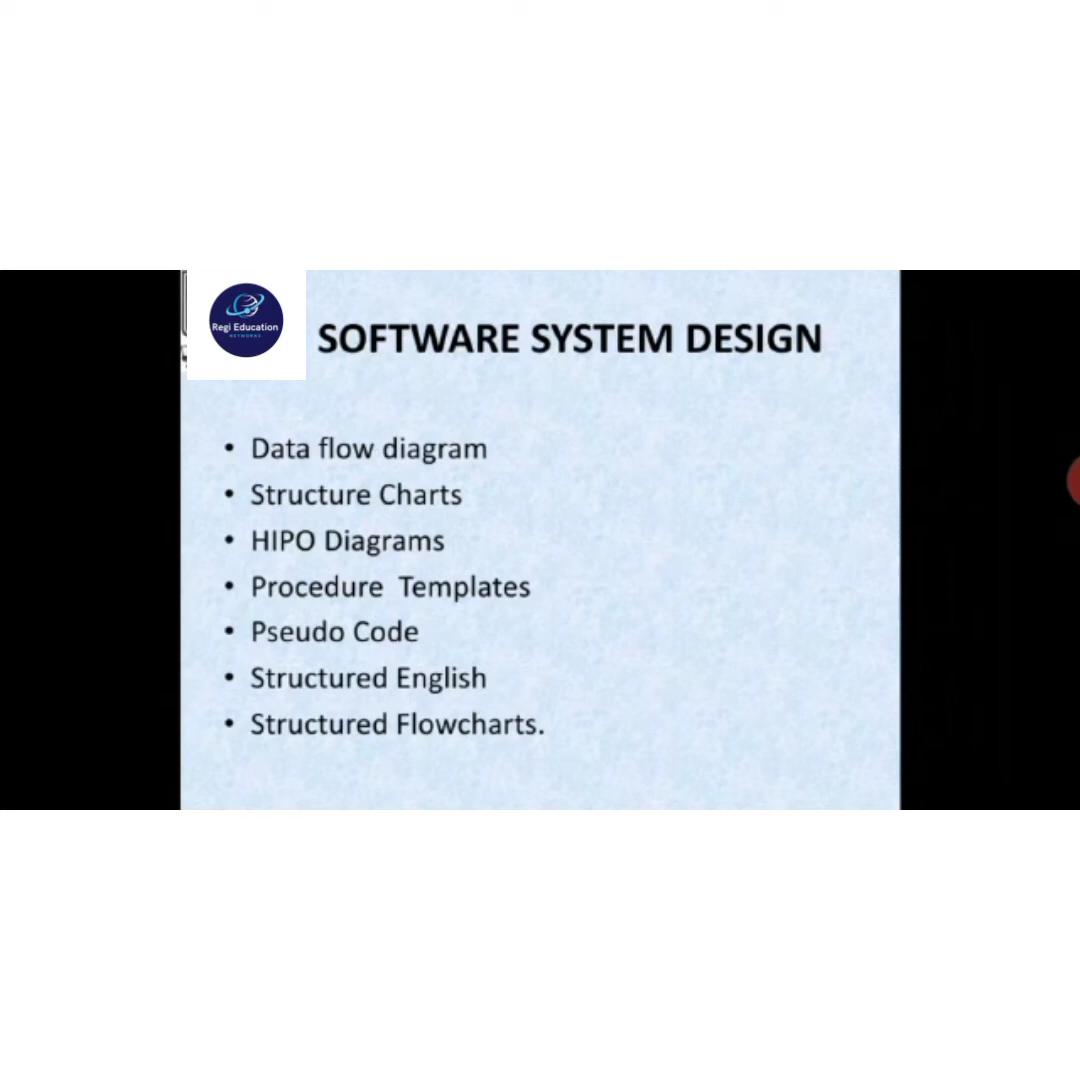 Regi Education
NETWORKS
SOFTWARE SYSTEM DESIGN
• Data flow diagram
• Structure Charts
• HIPO Diagrams
• Procedure  Templates
• Pseudo Code
• Structured English
• Structured Flowcharts.